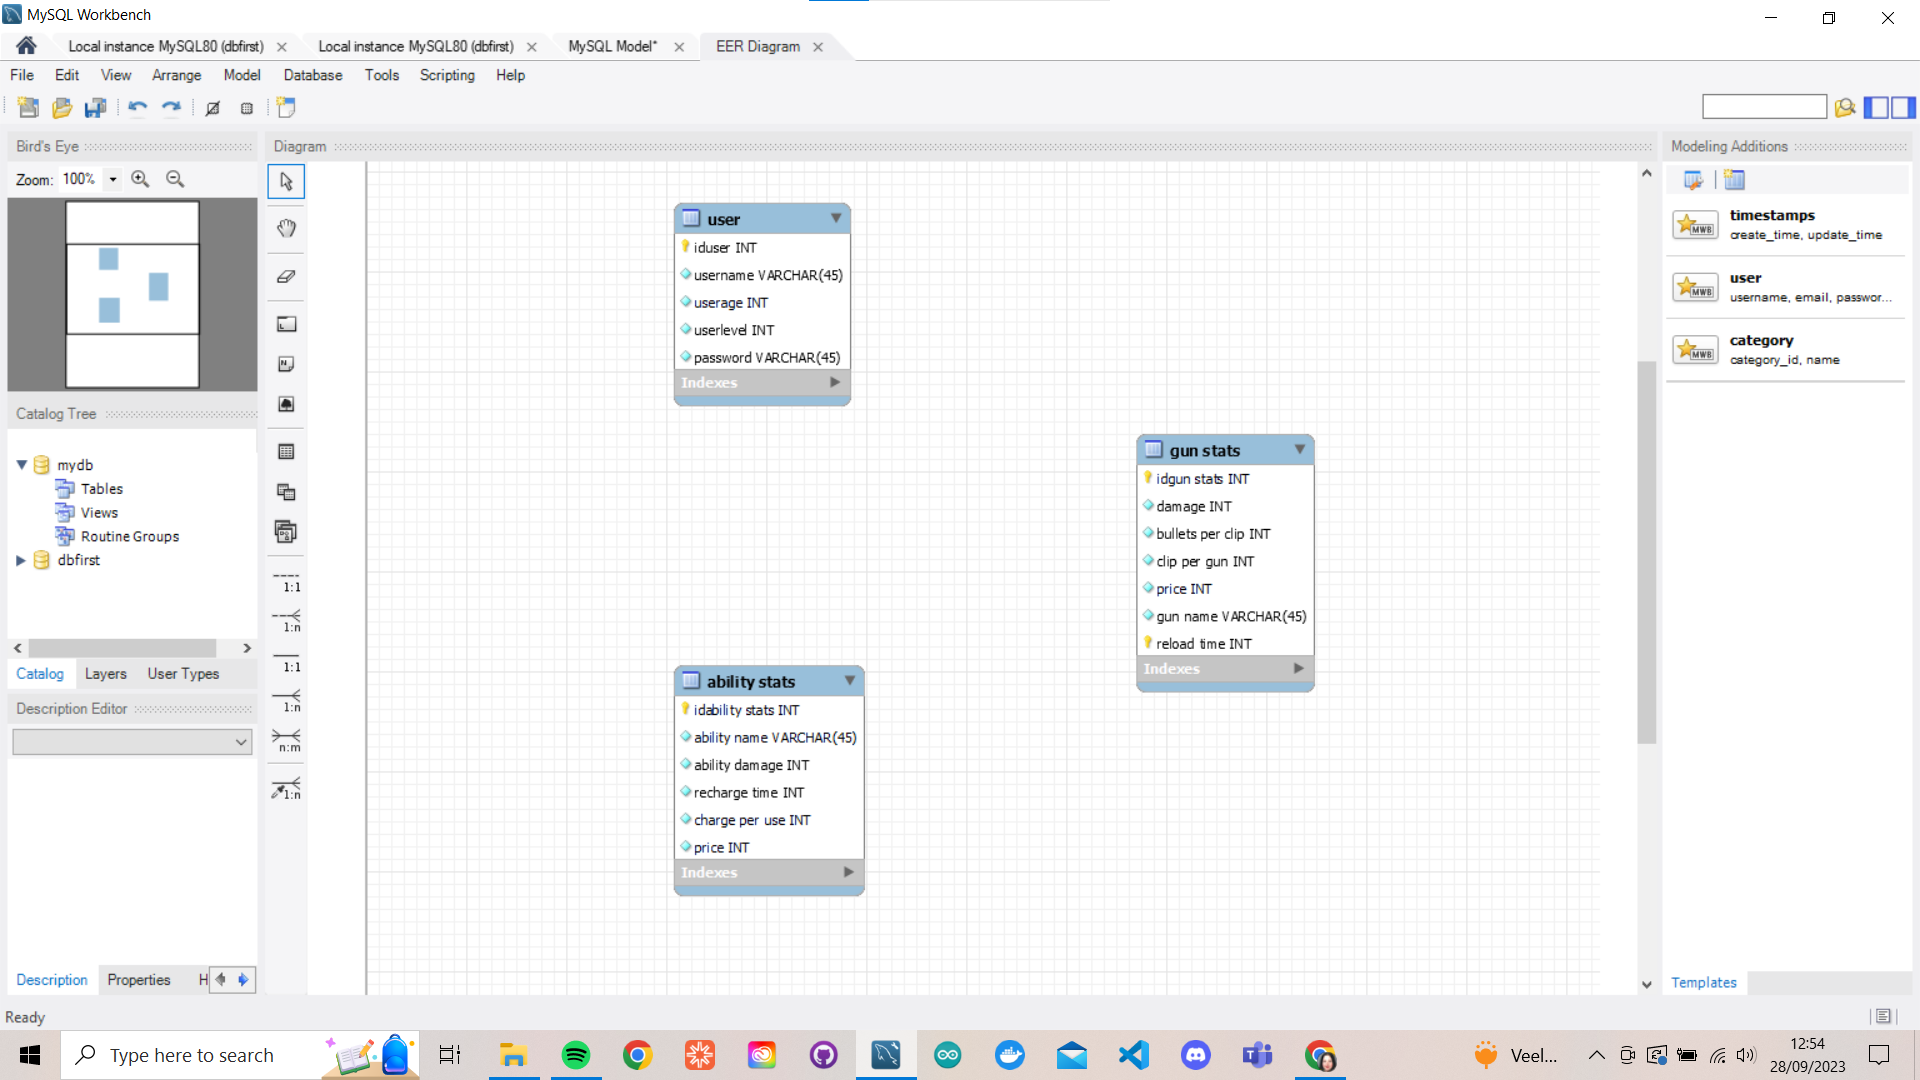 MySQL Workbench
Local instance MySQL80 (dbfirst)
Local instance MySQL80 (dbfirst)
MySQL Model*
EER Diagram
File Edit View Arrange Model Database Tools Scripting Help
Bird's Eye
Zoom: 100%
Catalog Tree
mydb
Tables
Views
Routine Groups
dbfirst
Catalog Layers User Types
Description Editor
Description Properties H
Ready
Diagram
1:1
1:n
1:1
1:n
n:m
1:n
user
iduser INT
username VARCHAR(45)
userage INT
userlevel INT
password VARCHAR(45)
Indexes
gun stats
idgun stats INT
damage INT
bullets per clip INT
clip per gun INT
price INT
gun name VARCHAR(45)
reload time INT
Indexes
ability stats
idability stats INT
ability name VARCHAR(45)
ability damage INT
recharge time INT
charge per use INT
price INT
Indexes
Modeling Additions
MWB
timestamps
create_time, update_time
MWB
user
username, email, passwor...
MWB
category
category_id, name
Templates
Type here to search
Veel...
12:54
28/09/2023